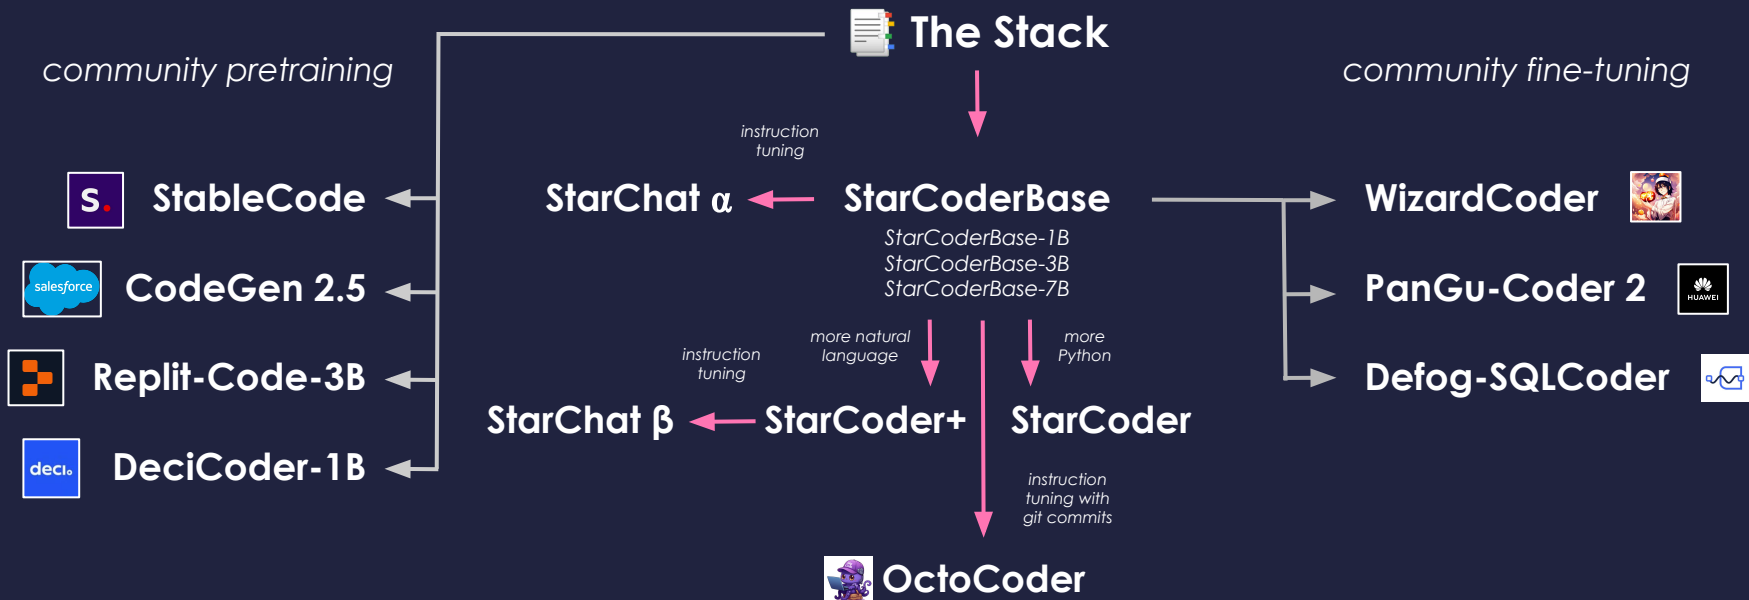 The Stack
community pretraining
community fine-tuning
instruction
tuning
S.
StableCode
StarChat α
StarCoderBase
WizardCoder
StarCoderBase-1B
StarCoderBase-3B
StarCoderBase-7B
salesforce
CodeGen 2.5
PanGu-Coder 2
HUAWEI
more natural
language
more
Python
instruction
tuning
Replit-Code-3B
Defog-SQLCoder
StarChat β
StarCoder+
StarCoder
deci.
DeciCoder-1B
instruction
tuning with
git commits
OctoCoder